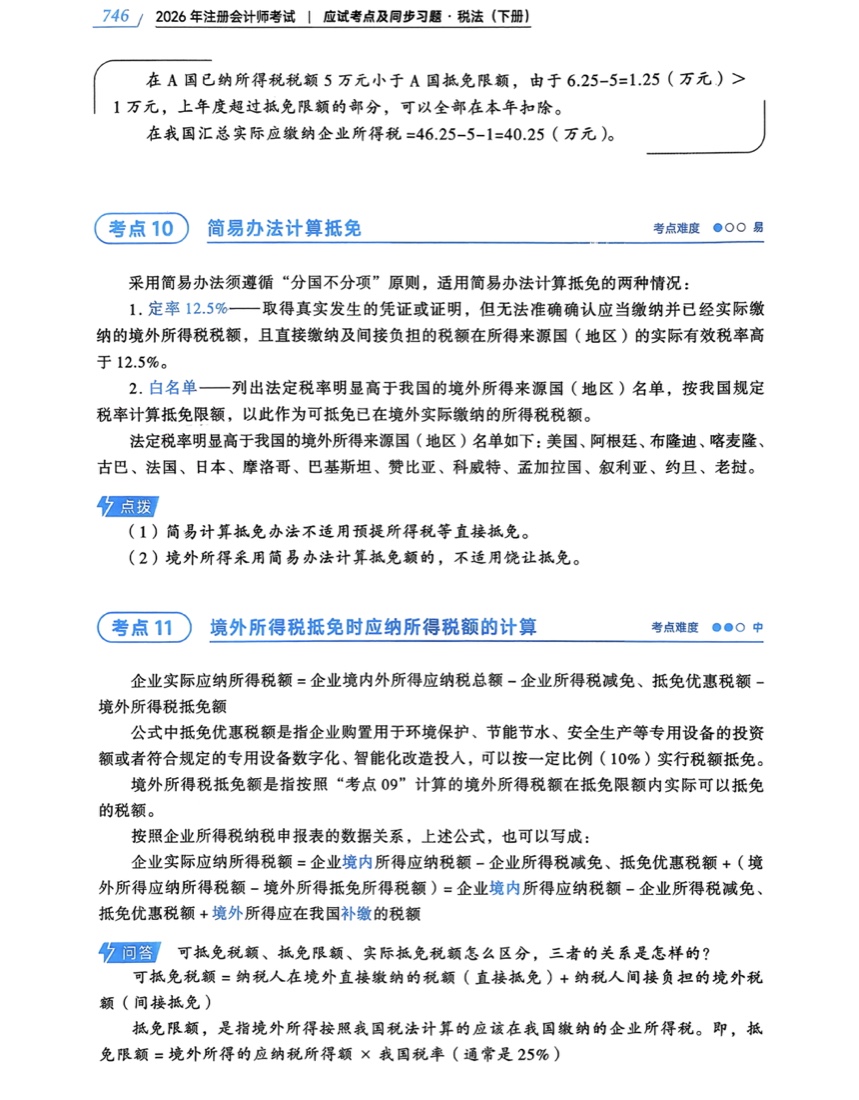 746 2026 年注册会计师考试 | 应试考点及同步习题·税法（下册）
在 A 国已纳所得税税额 5 万元小于 A 国抵免限额，由于 6.25-5=1.25（万元）>
1 万元，上年度超过抵免限额的部分，可以全部在本年扣除。
在我国汇总实际应缴纳企业所得税 =46.25-5-1=40.25（万元）。
考点 10 简易办法计算抵免 考点难度 易
采用简易办法须遵循“分国不分项”原则，适用简易办法计算抵免的两种情况：
1. 定率 12.5%——取得真实发生的凭证或证明，但无法准确确认应当缴纳并已经实际缴
纳的境外所得税税额，且直接缴纳及间接负担的税额在所得来源国（地区）的实际有效税率高
于 12.5%。
2. 白名单——列出法定税率明显高于我国的境外所得来源国（地区）名单，按我国规定
税率计算抵免限额，以此作为可抵免已在境外实际缴纳的所得税税额。
法定税率明显高于我国的境外所得来源国（地区）名单如下：美国、阿根廷、布隆迪、喀麦隆、
古巴、法国、日本、摩洛哥、巴基斯坦、赞比亚、科威特、孟加拉国、叙利亚、约旦、老挝。
点拨
（1）简易计算抵免办法不适用预提所得税等直接抵免。
（2）境外所得采用简易办法计算抵免额的，不适用饶让抵免。
考点 11 境外所得税抵免时应纳所得税额的计算 考点难度 中
企业实际应纳所得税额 = 企业境内外所得应纳税总额 – 企业所得税减免、抵免优惠税额 –
境外所得税抵免额
公式中抵免优惠税额是指企业购置用于环境保护、节能节水、安全生产等专用设备的投资
额或者符合规定的专用设备数字化、智能化改造投入，可以按一定比例（10%）实行税额抵免。
境外所得税抵免额是指按照“考点 09”计算的境外所得税额在抵免限额内实际可以抵免
的税额。
按照企业所得税纳税申报表的数据关系，上述公式，也可以写成：
企业实际应纳所得税额 = 企业境内所得应纳税额 – 企业所得税减免、抵免优惠税额 +（境
外所得应纳所得税额 – 境外所得抵免所得税额）= 企业境内所得应纳税额 – 企业所得税减免、
抵免优惠税额 + 境外所得应在我国补缴的税额
问答 可抵免税额、抵免限额、实际抵免税额怎么区分，三者的关系是怎样的？
可抵免税额 = 纳税人在境外直接缴纳的税额（直接抵免）+ 纳税人间接负担的境外税
额（间接抵免）
抵免限额，是指境外所得按照我国税法计算的应该在我国缴纳的企业所得税。即，抵
免限额 = 境外所得的应纳税所得额 × 我国税率（通常是 25%）